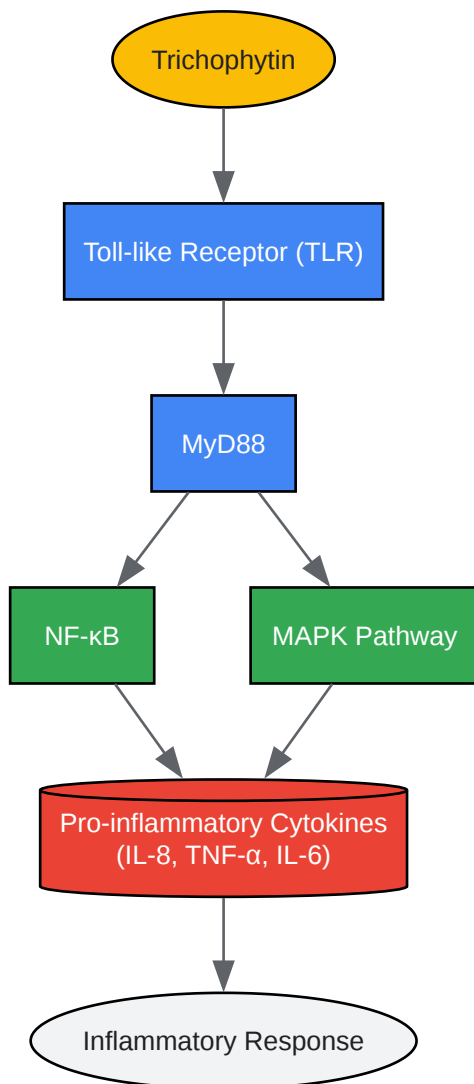 Trichophytin
Toll-like Receptor (TLR)
MyD88
NF-κB
MAPK Pathway
Pro-inflammatory Cytokines
(IL-8, TNF-α, IL-6)
Inflammatory Response